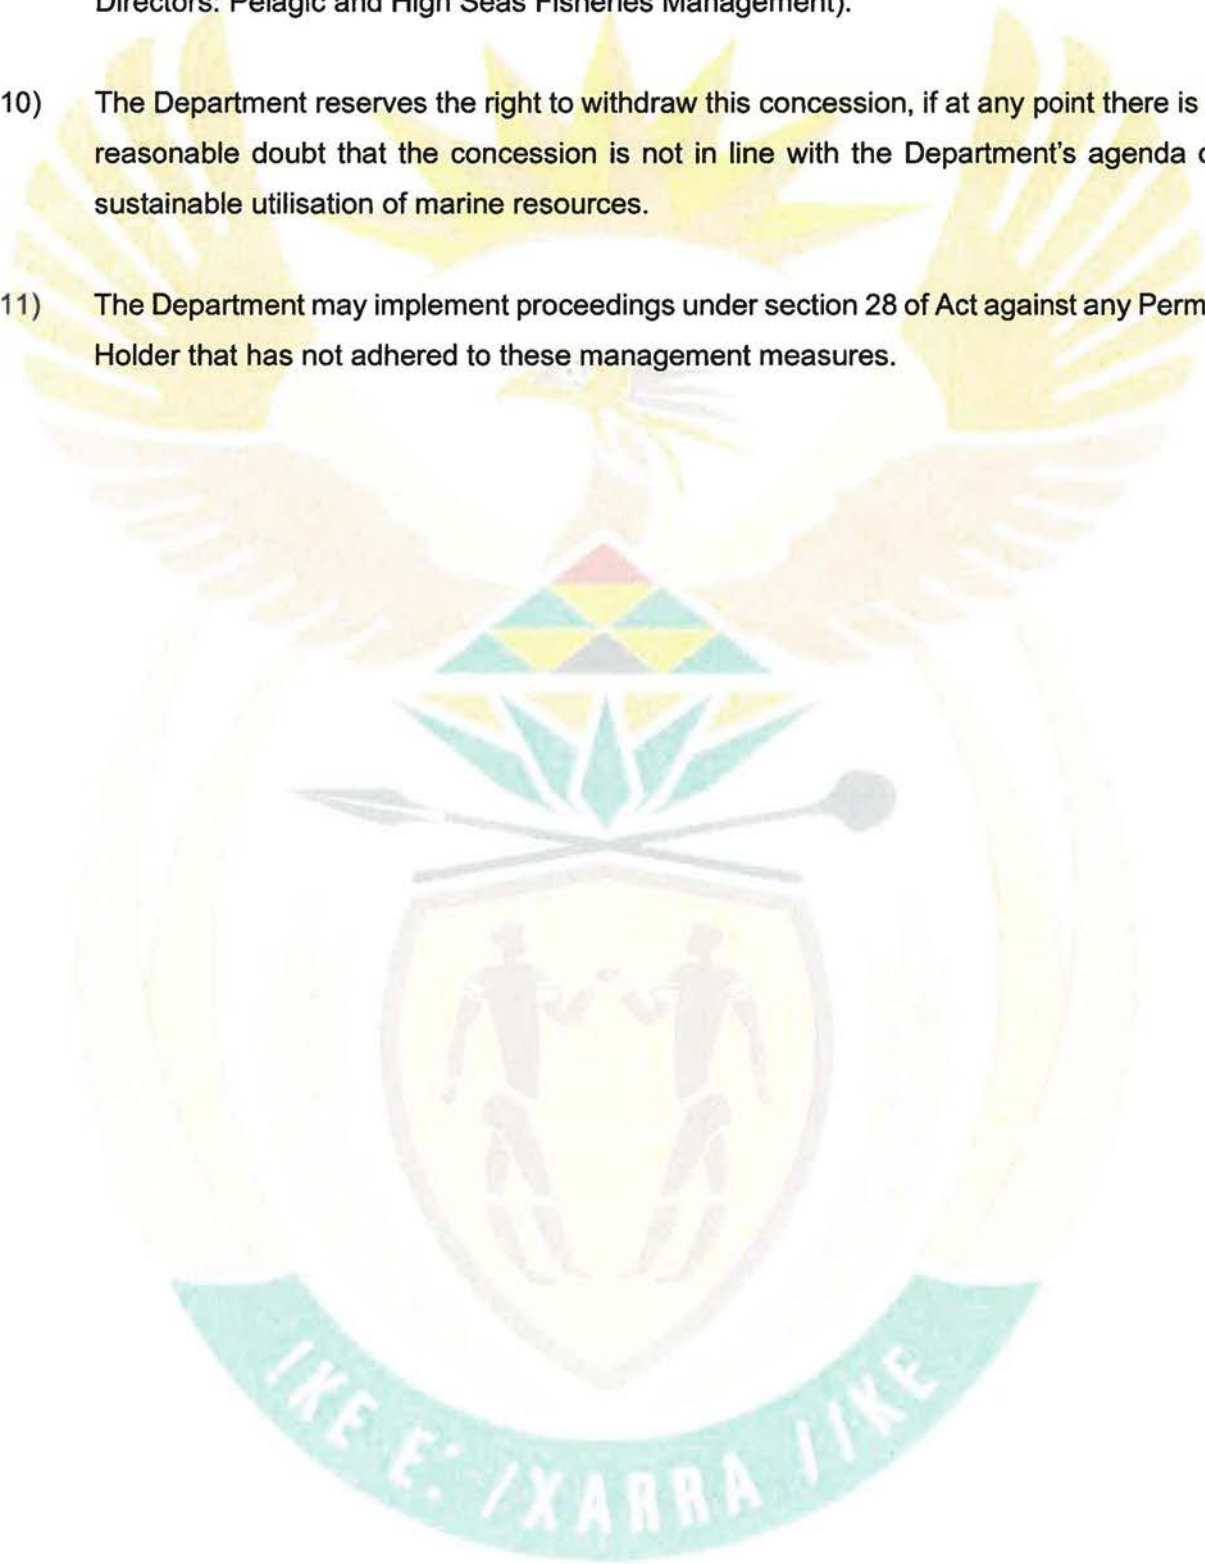 Directors: Pelagic and High Seas Fisheries Management).
10) The Department reserves the right to withdraw this concession, if at any point there is
reasonable doubt that the concession is not in line with the Department's agenda
sustainable utilisation of marine resources.
11) The Department may implement proceedings under section 28 of Act against any Perm
Holder that has not adhered to these management measures.
!KE E: /XARRA //KE